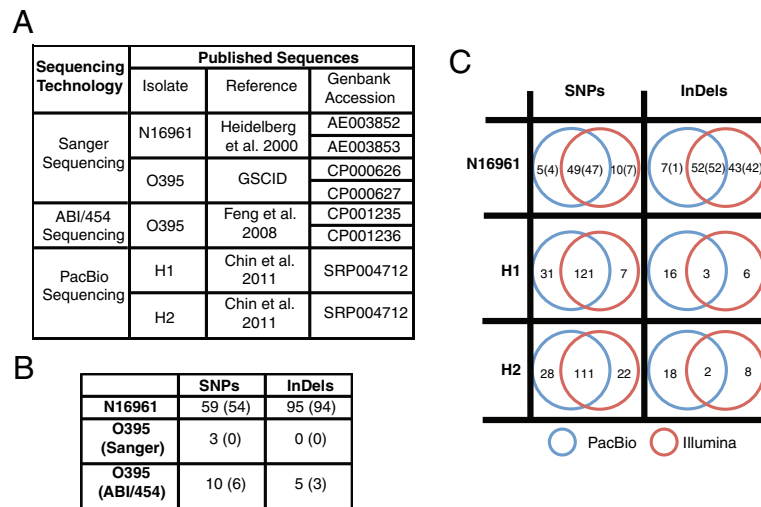 A
Sequencing Technology
Published Sequences
Isolate
Reference
Genbank Accession
Sanger Sequencing
N16961
Heidelberg et al. 2000
AE003852
AE003853
O395
GSCID
CP000626
CP000627
ABI/454 Sequencing
O395
Feng et al. 2008
CP001235
CP001236
PacBio Sequencing
H1
Chin et al. 2011
SRP004712
H2
Chin et al. 2011
SRP004712
B
SNPs InDels
N16961 59 (54) 95 (94)
O395 (Sanger) 3 (0) 0 (0)
O395 (ABI/454) 10 (6) 5 (3)
C
SNPs InDels
N16961 5(4) 49(47) 10(7) 7(1) 52(52) 43(42)
H1 31 121 7 16 3 6
H2 28 111 22 18 2 8
PacBio Illumina